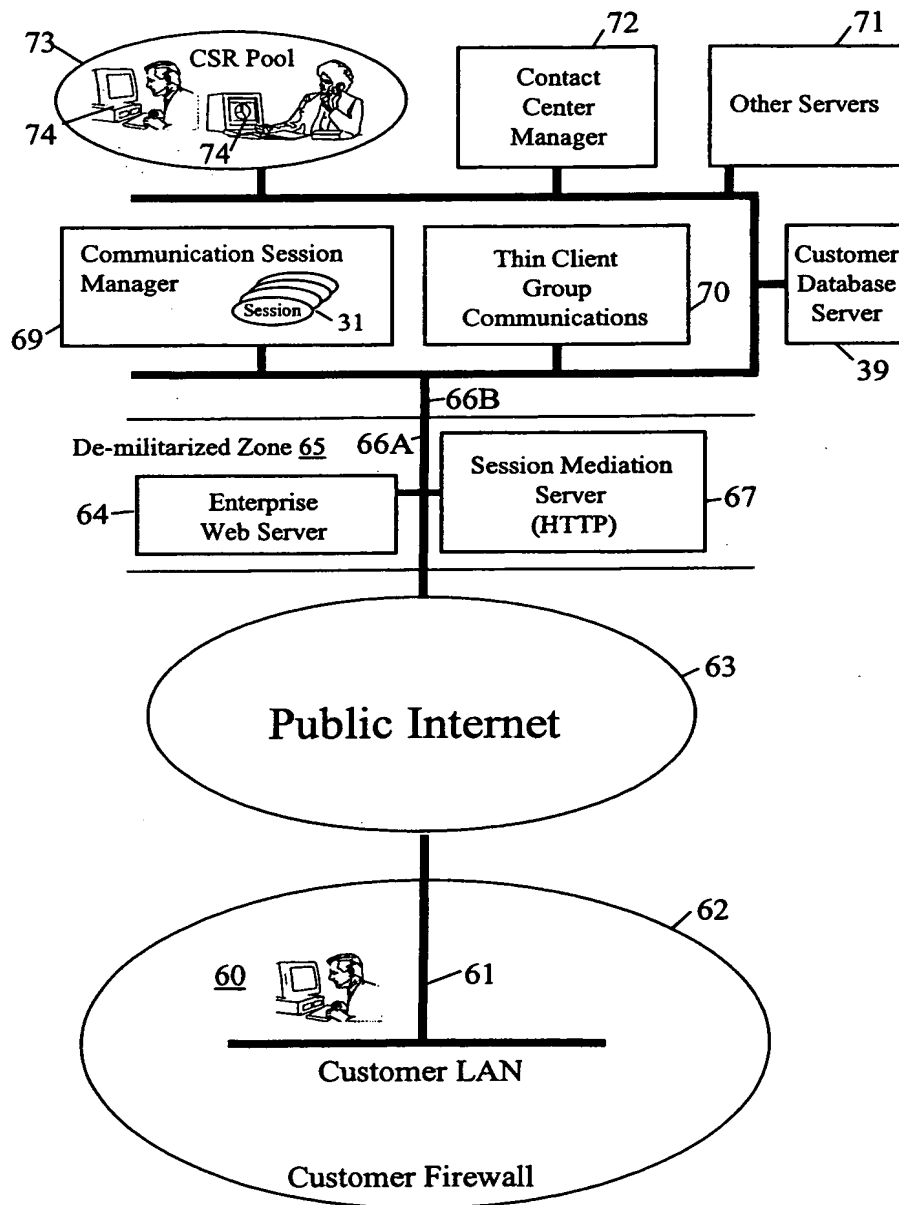 73
CSR Pool
74
74
72
Contact
Center
Manager
71
Other Servers
Communication Session
Manager
Session
31
69
Thin Client
Group
Communications
70
Customer
Database
Server
39
66B
De-militarized Zone 65
66A
64
Enterprise
Web Server
Session Mediation
Server
(HTTP)
67
63
Public Internet
62
60
61
Customer LAN
Customer Firewall